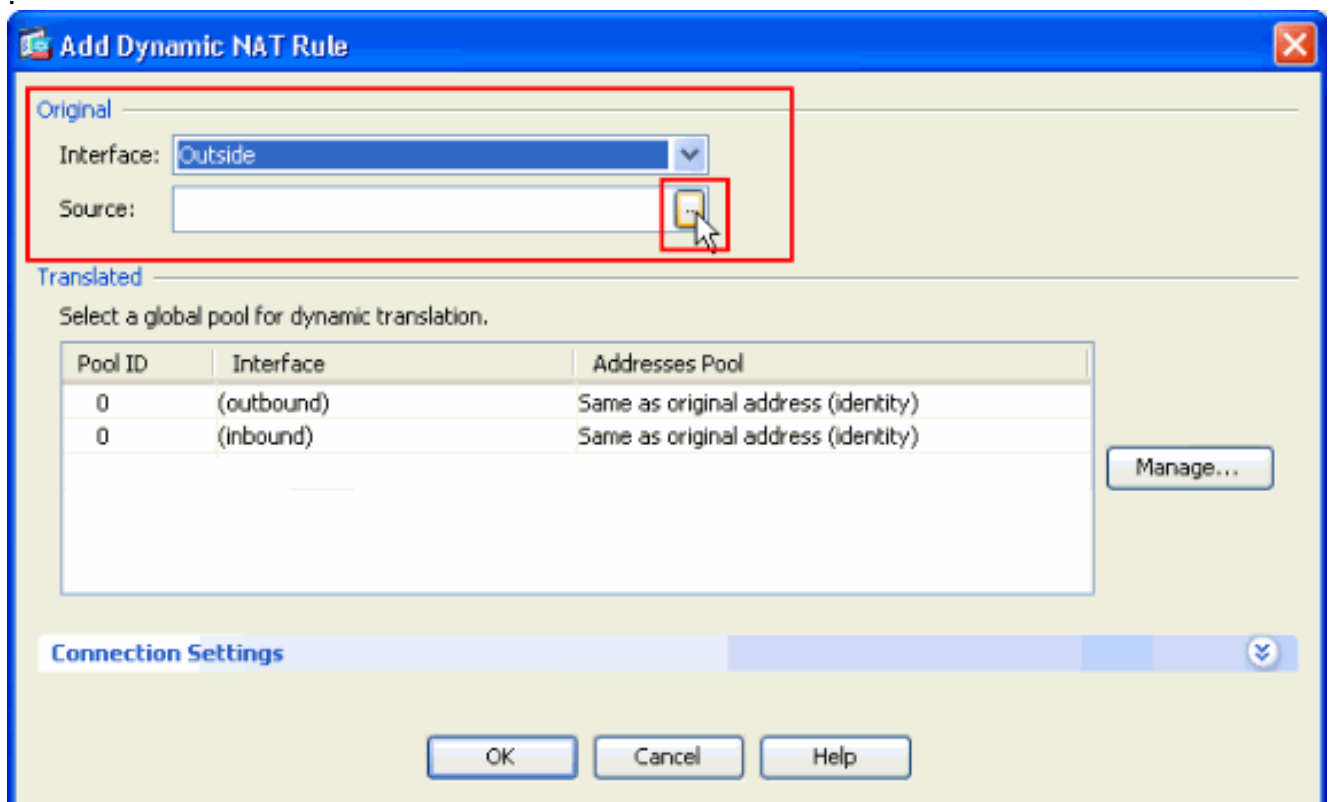 .
Add Dynamic NAT Rule
Original
Interface: Outside
Source: ...
Translated
Select a global pool for dynamic translation.
Pool ID Interface Addresses Pool
0 (outbound) Same as original address (identity)
0 (inbound) Same as original address (identity)
Manage...
Connection Settings
OK Cancel Help